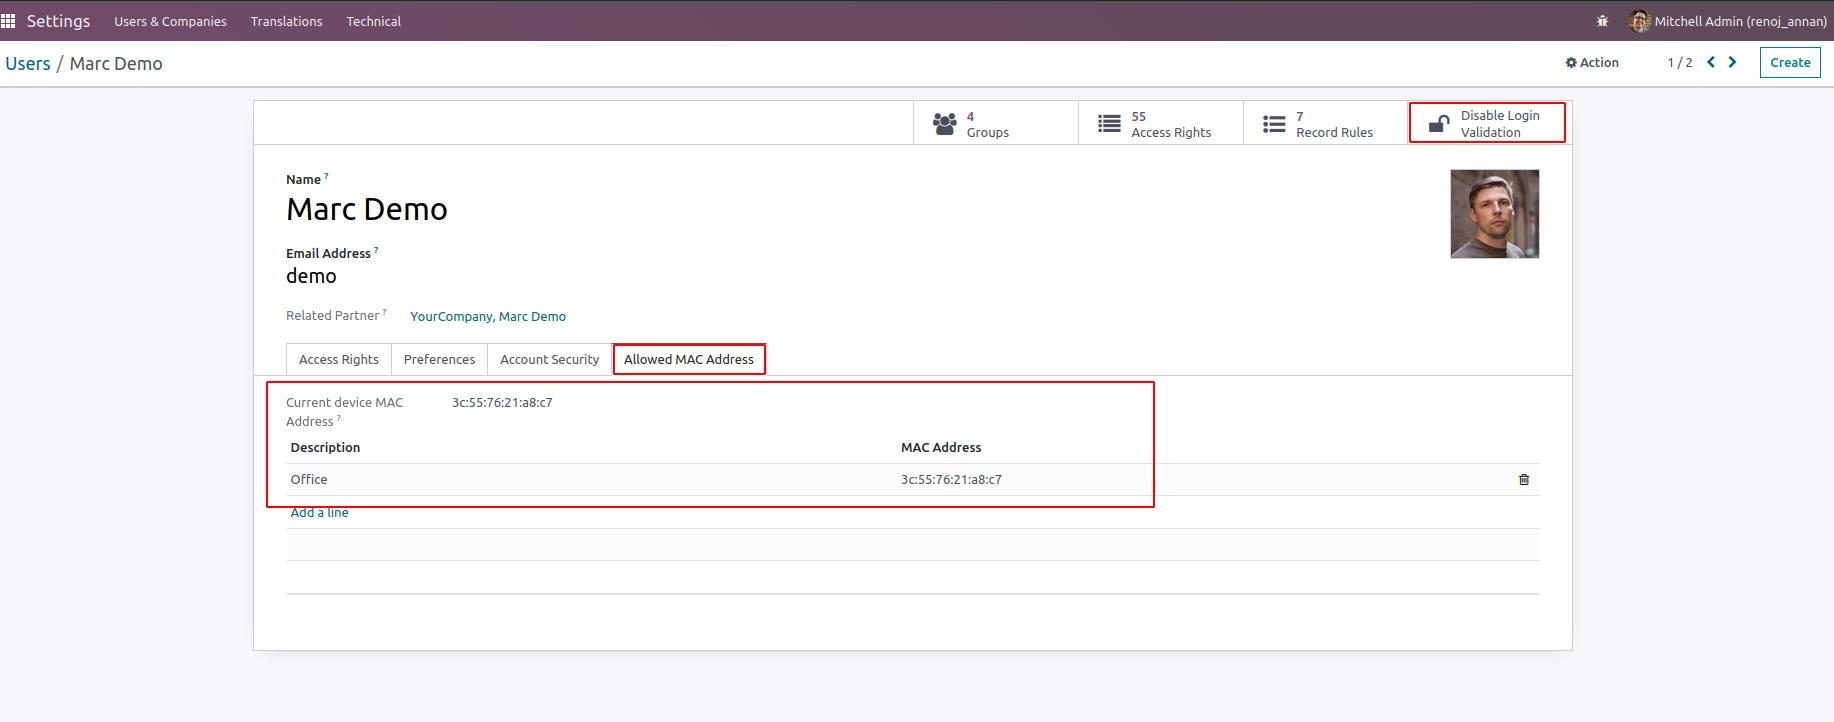 Settings Users & Companies Translations Technical Mitchell Admin (renoj_annan)
Users / Marc Demo Action 1 / 2 Create
4 Groups
55 Access Rights
7 Record Rules
Disable Login
Validation
Name ?
Marc Demo
Email Address ?
demo
Related Partner ? YourCompany, Marc Demo
Access Rights Preferences Account Security Allowed MAC Address
Current device MAC 3c:55:76:21:a8:c7
Address ?
Description MAC Address
Office 3c:55:76:21:a8:c7
Add a line